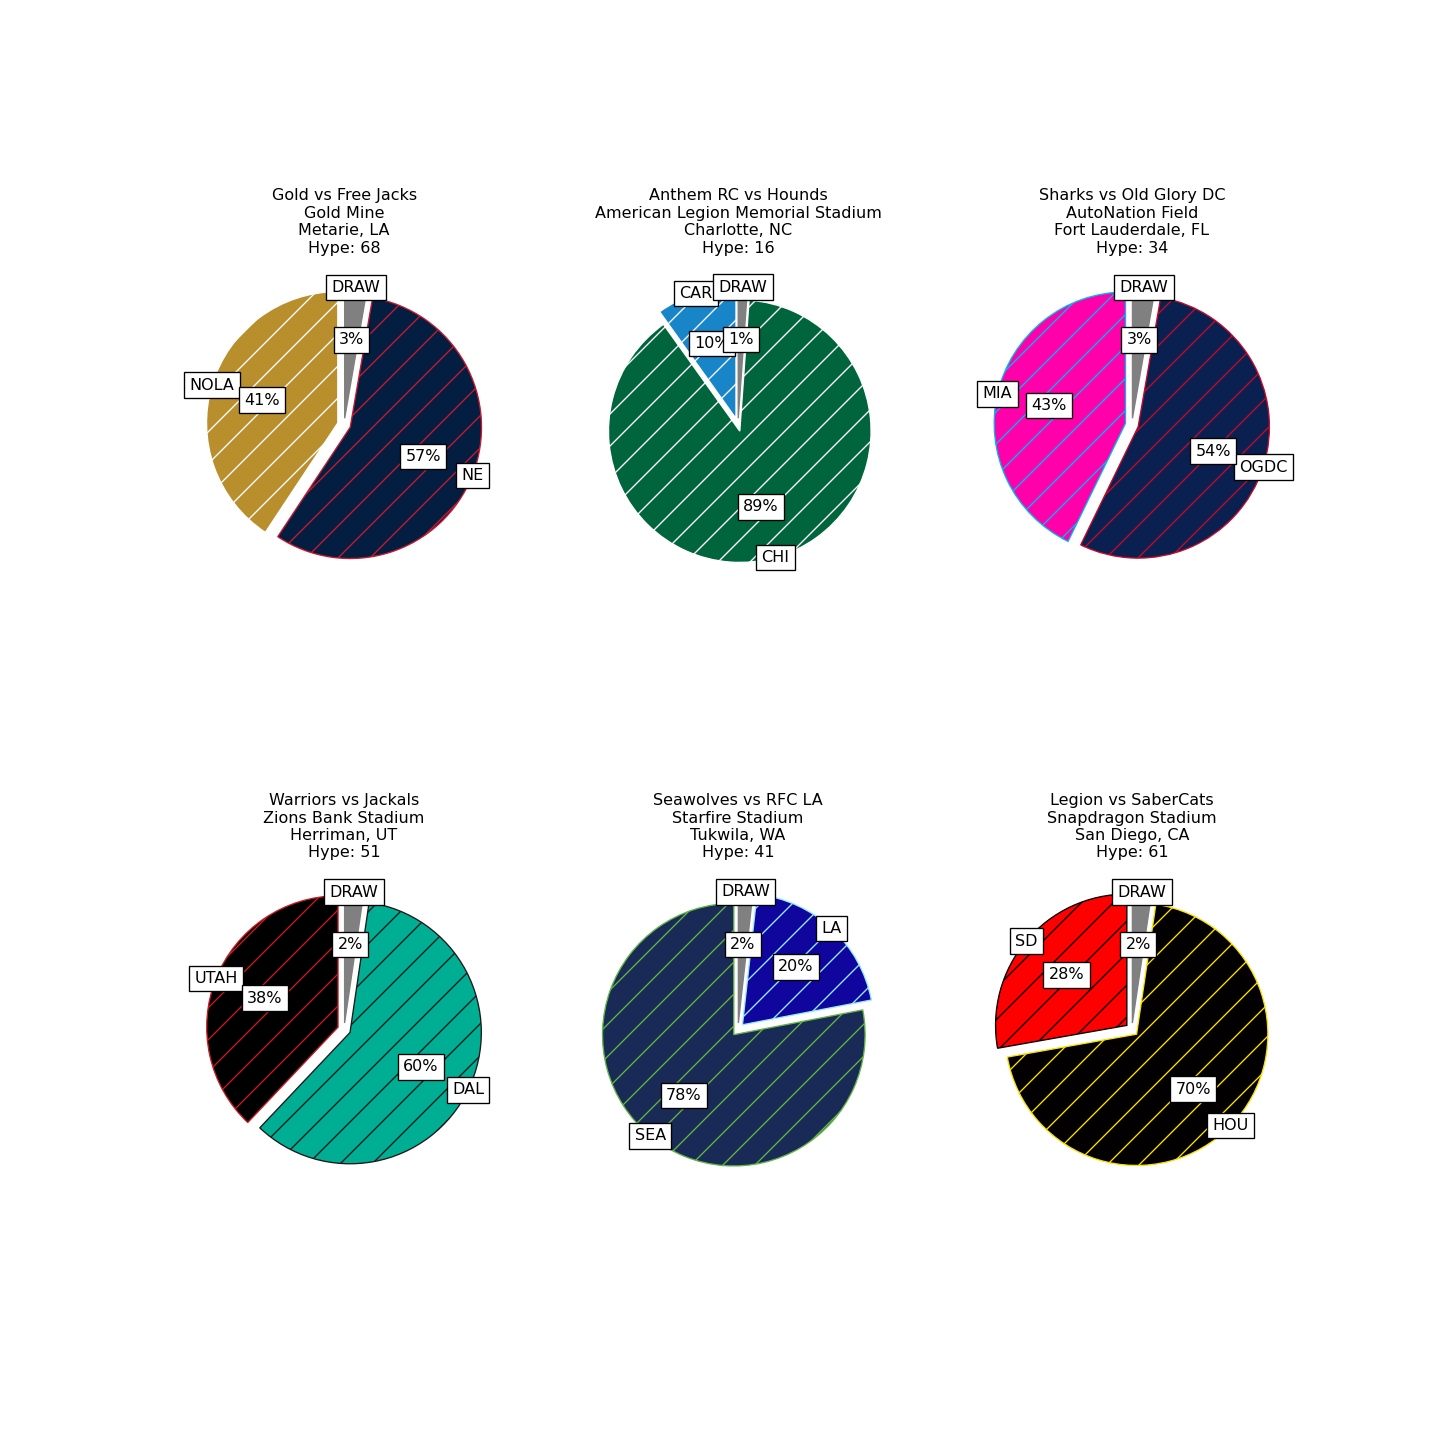 Gold vs Free Jacks
Gold Mine
Metarie, LA
Hype: 68
DRAW
3%
NOLA
41%
57%
NE
Anthem RC vs Hounds
American Legion Memorial Stadium
Charlotte, NC
Hype: 16
CAR
DRAW
10%
1%
89%
CHI
Sharks vs Old Glory DC
AutoNation Field
Fort Lauderdale, FL
Hype: 34
DRAW
3%
MIA
43%
54%
OGDC
Warriors vs Jackals
Zions Bank Stadium
Herriman, UT
Hype: 51
DRAW
2%
UTAH
38%
60%
DAL
Seawolves vs RFC LA
Starfire Stadium
Tukwila, WA
Hype: 41
DRAW
LA
2%
20%
78%
SEA
Legion vs SaberCats
Snapdragon Stadium
San Diego, CA
Hype: 61
DRAW
SD
2%
28%
70%
HOU